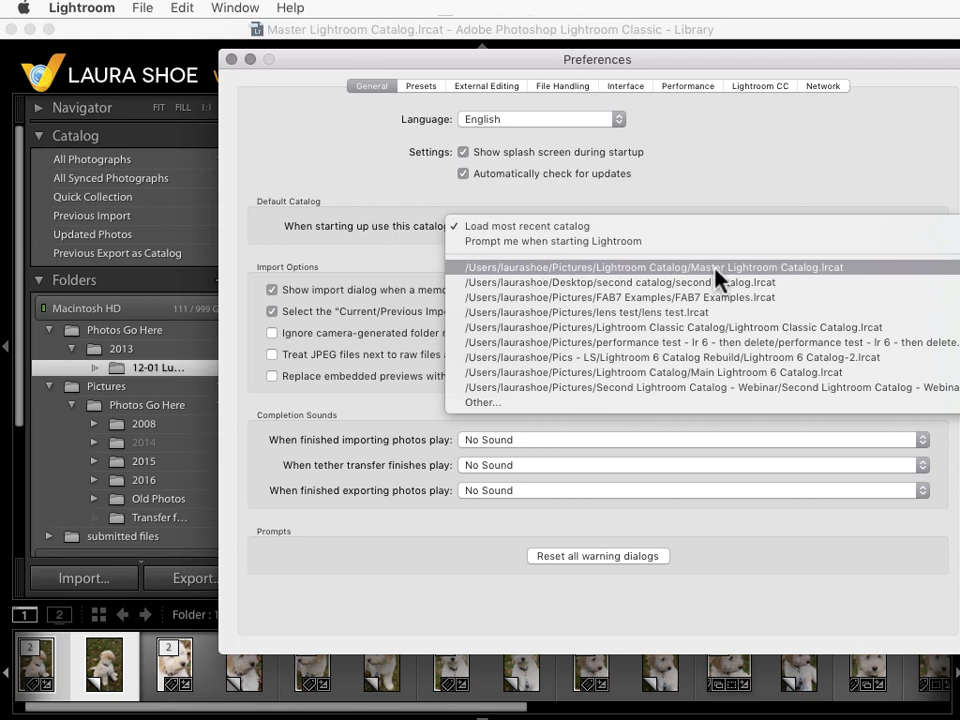 Lightroom File Edit Window Help
Master Lightroom Catalog.lrcat - Adobe Photoshop Lightroom Classic - Library
LAURA SHOE
Preferences
General Presets External Editing File Handling Interface Performance Lightroom CC Network
Navigator FIT FILL 1:1
Catalog
All Photographs
All Synced Photographs
Quick Collection
Previous Import
Updated Photos
Previous Export as Catalog
Folders
Macintosh HD 111 / 999 G
Photos Go Here
2013
12-01 Lu...
Pictures
Photos Go Here
2008
2014
2015
2016
Old Photos
Transfer f...
submitted files
Import... Export...
Language: English
Settings: Show splash screen during startup
Automatically check for updates
Default Catalog
When starting up use this catalog
Load most recent catalog
Prompt me when starting Lightroom
/Users/laurashoe/Pictures/Lightroom Catalog/Master Lightroom Catalog.lrcat
/Users/laurashoe/Desktop/second catalog/second catalog.lrcat
/Users/laurashoe/Pictures/FAB7 Examples/FAB7 Examples.lrcat
/Users/laurashoe/Pictures/lens test/lens test.lrcat
/Users/laurashoe/Pictures/Lightroom Classic Catalog/Lightroom Classic Catalog.lrcat
/Users/laurashoe/Pictures/performance test - lr 6 - then delete/performance test - lr 6 - then delete.
/Users/laurashoe/Pics - LS/Lightroom 6 Catalog Rebuild/Lightroom 6 Catalog-2.lrcat
/Users/laurashoe/Pictures/Lightroom Catalog/Main Lightroom 6 Catalog.lrcat
/Users/laurashoe/Pictures/Second Lightroom Catalog - Webinar/Second Lightroom Catalog - Webina
Other...
Import Options
Show import dialog when a memo
Select the "Current/Previous Impo
Ignore camera-generated folder n
Treat JPEG files next to raw files a
Replace embedded previews with
Completion Sounds
When finished importing photos play: No Sound
When tether transfer finishes play: No Sound
When finished exporting photos play: No Sound
Prompts
Reset all warning dialogs
1 2 Folder : 1
2 2